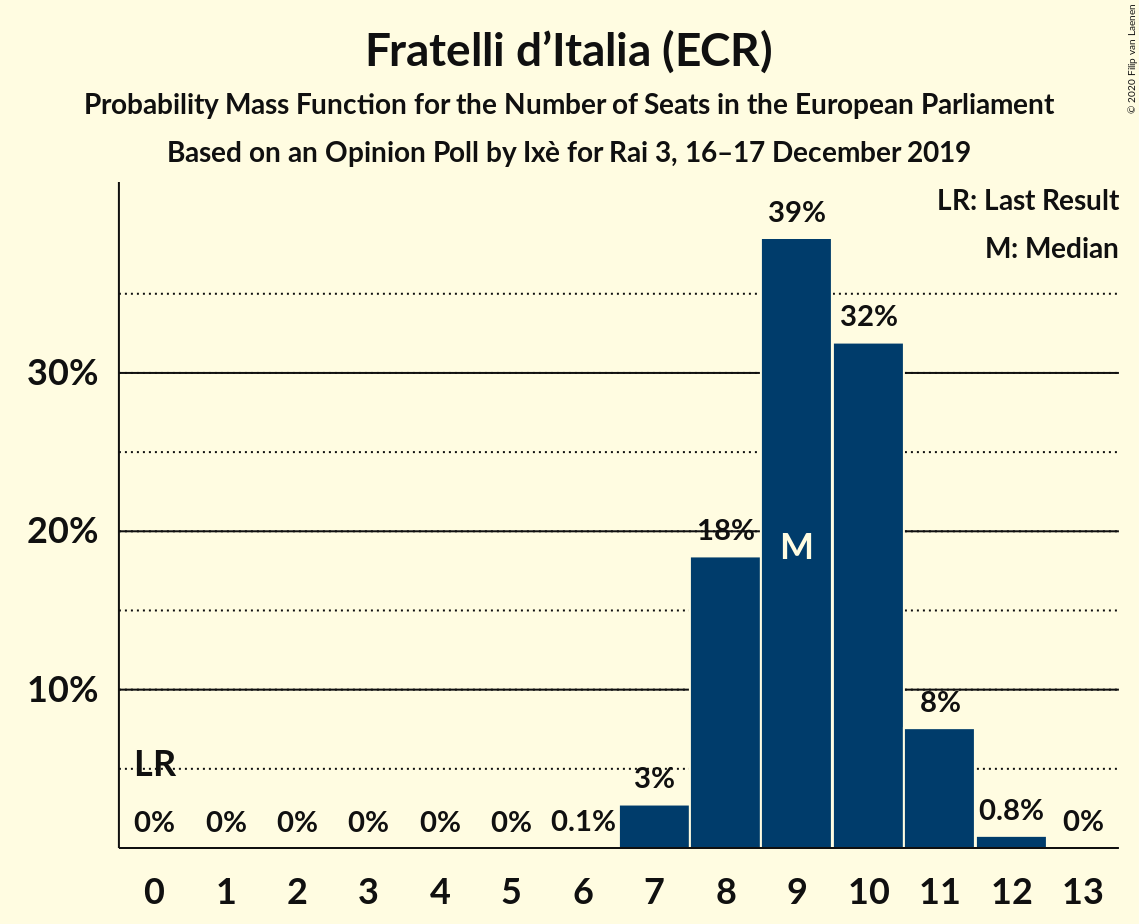 Fratelli d’Italia (ECR)
Probability Mass Function for the Number of Seats in the European Parliament
Based on an Opinion Poll by Ixè for Rai 3, 16–17 December 2019
© 2020 Filip van Laenen
LR: Last Result
M: Median
39%
32%
30%
20%
18%
M
10%
8%
LR
3%
0% 0% 0% 0% 0% 0% 0.1% 0.8% 0%
0 1 2 3 4 5 6 7 8 9 10 11 12 13